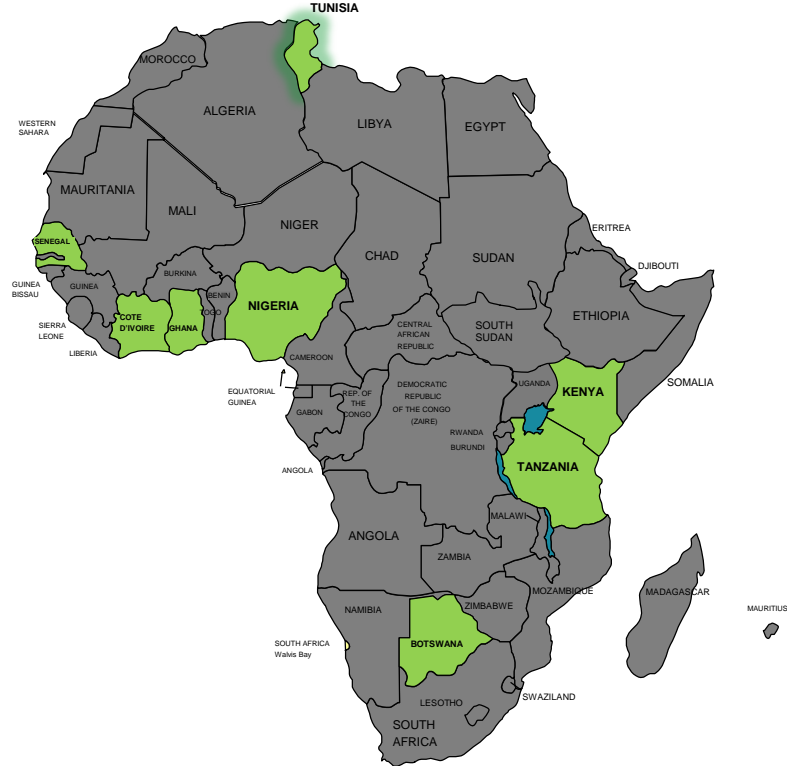 TUNISIA
MOROCCO
ALGERIA
LIBYA
EGYPT
WESTERN
SAHARA
MAURITANIA
MALI
NIGER
CHAD
SUDAN
ERITREA
DJIBOUTI
SENEGAL
GUINEA
BISSAU
GUINEA
BURKINA
BENIN
TOGO
NIGERIA
COTE
D'IVOIRE
GHANA
SIERRA
LEONE
LIBERIA
CENTRAL
AFRICAN
REPUBLIC
SOUTH
SUDAN
ETHIOPIA
SOMALIA
CAMEROON
EQUATORIAL
GUINEA
GABON
REP. OF
THE
CONGO
DEMOCRATIC
REPUBLIC
OF THE CONGO
(ZAIRE)
UGANDA
KENYA
RWANDA
BURUNDI
TANZANIA
ANGOLA
ANGOLA
MALAWI
ZAMBIA
MOZAMBIQUE
MADAGASCAR
MAURITIUS
NAMIBIA
ZIMBABWE
BOTSWANA
SOUTH AFRICA
Walvis Bay
SWAZILAND
LESOTHO
SOUTH
AFRICA